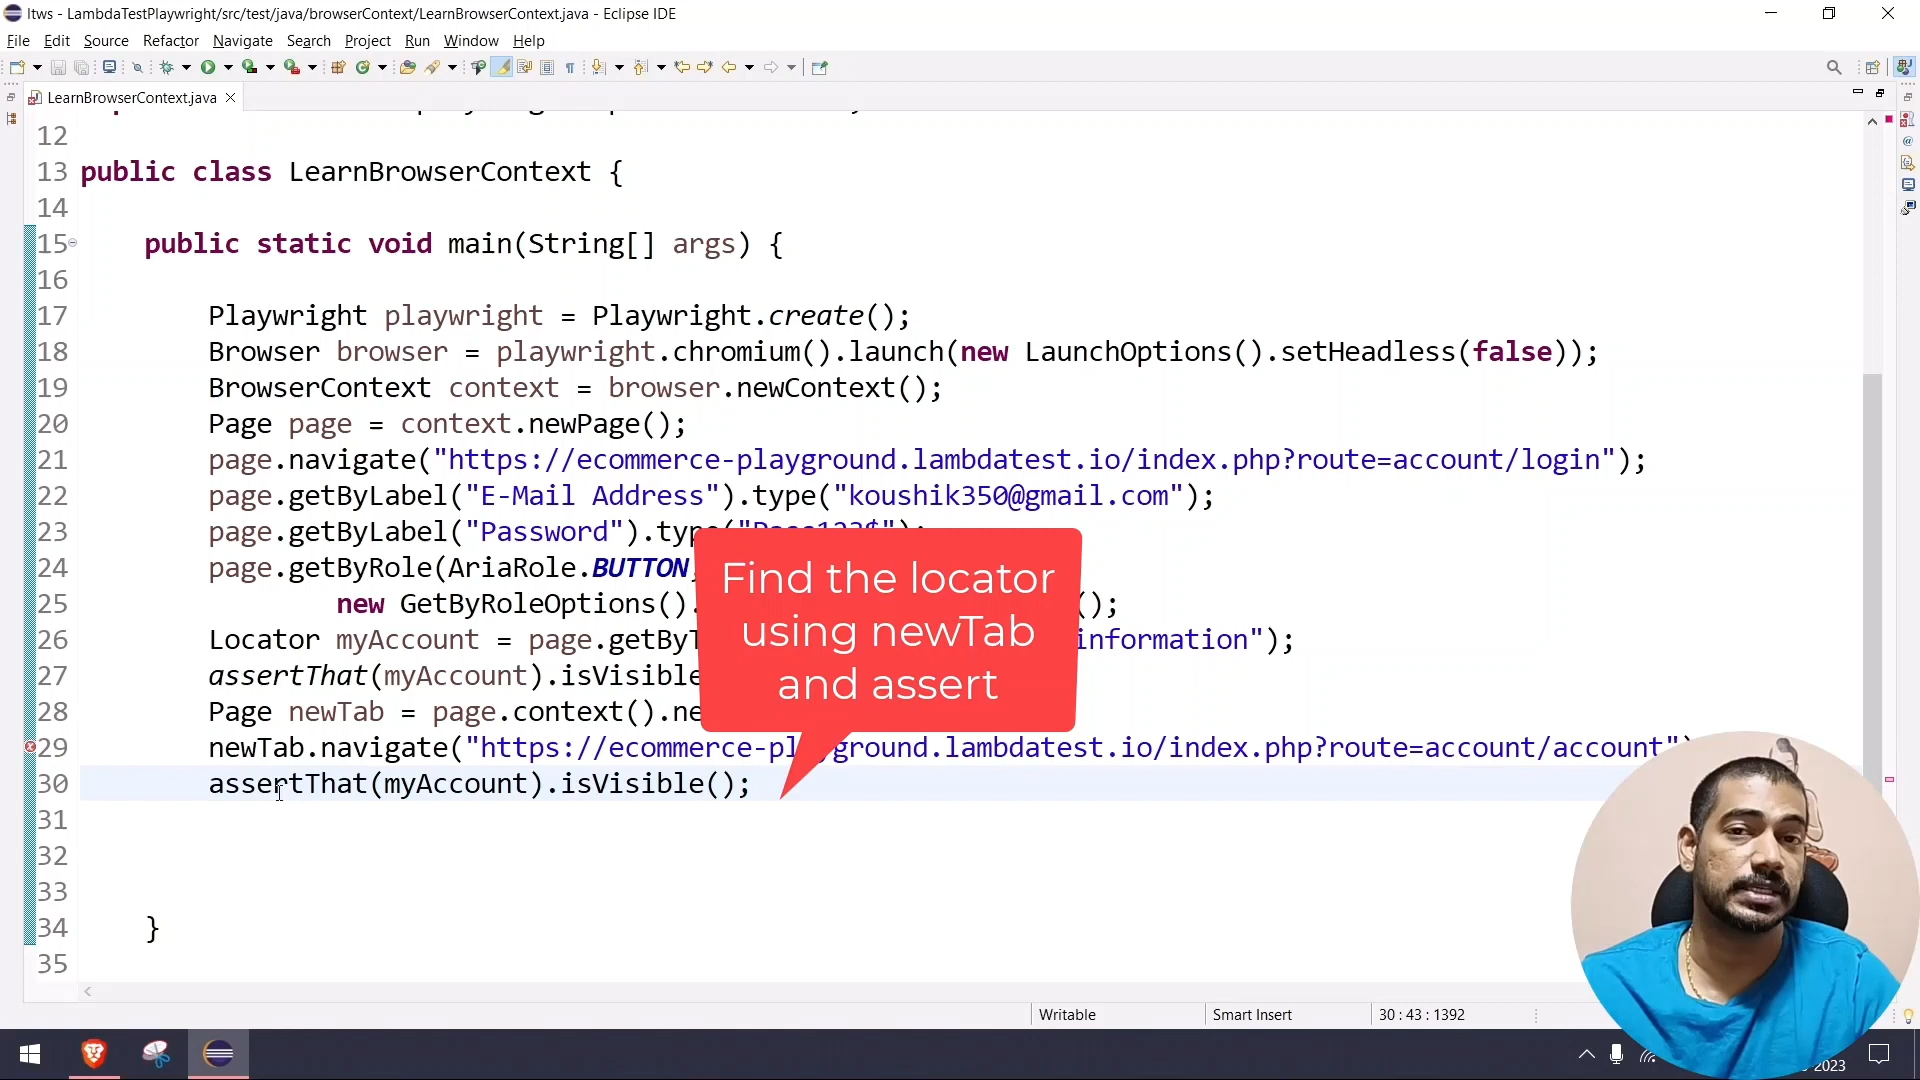 ltws - LambdaTestPlaywright/src/test/java/browserContext/LearnBrowserContext.java - Eclipse IDE
File Edit Source Refactor Navigate Search Project Run Window Help
LearnBrowserContext.java
12
13 public class LearnBrowserContext {
14
15 public static void main(String[] args) {
16
17 Playwright playwright = Playwright.create();
18 Browser browser = playwright.chromium().launch(new LaunchOptions().setHeadless(false));
19 BrowserContext context = browser.newContext();
20 Page page = context.newPage();
21 page.navigate("https://ecommerce-playground.lambdatest.io/index.php?route=account/login");
22 page.getByLabel("E-Mail Address").type("koushik350@gmail.com");
23 page.getByLabel("Password").type(
24 page.getByRole(AriaRole.BUTTON,
25 new GetByRoleOptions(). ();
26 Locator myAccount = page.getByT information");
27 assertThat(myAccount).isVisible
28 Page newTab = page.context().ne
29 newTab.navigate("https://ecommerce-playground.lambdatest.io/index.php?route=account/account")
30 assertThat(myAccount).isVisible();
31
32
33
34 }
35
Find the locator
using newTab
and assert
Writable Smart Insert 30 : 43 : 1392
2023